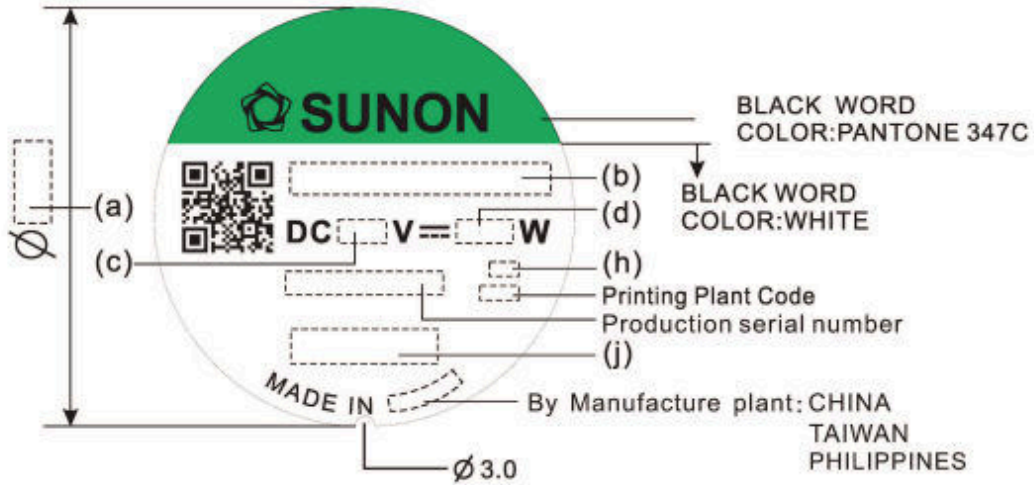 SUNON
BLACK WORD
COLOR:PANTONE 347C
(b)
BLACK WORD
COLOR:WHITE
(a)
Ø
(d)
DC V⎓ W
(c)
(h)
Printing Plant Code
Production serial number
(j)
MADE IN
By Manufacture plant: CHINA
TAIWAN
PHILIPPINES
Ø3.0